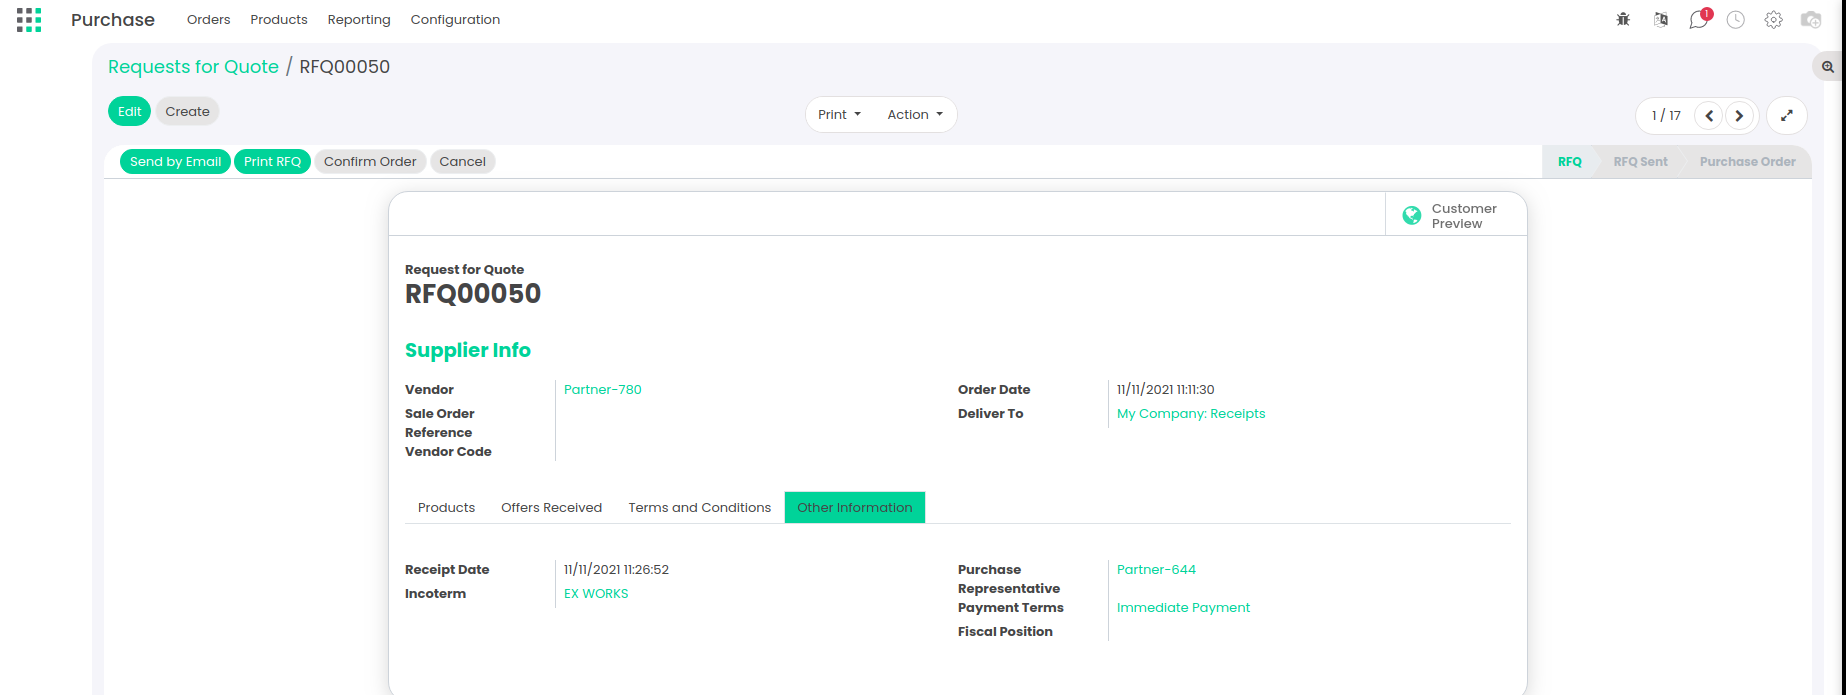 Purchase Orders Products Reporting Configuration 1
Requests for Quote / RFQ00050
Edit Create Print Action 1 / 17
Send by Email Print RFQ Confirm Order Cancel RFQ RFQ Sent Purchase Order
Customer
Preview
Request for Quote
RFQ00050
Supplier Info
Vendor Partner-780 Order Date 11/11/2021 11:11:30
Sale Order Deliver To My Company: Receipts
Reference
Vendor Code
Products Offers Received Terms and Conditions Other Information
Receipt Date 11/11/2021 11:26:52 Purchase Partner-644
Incoterm EX WORKS Representative
Payment Terms Immediate Payment
Fiscal Position